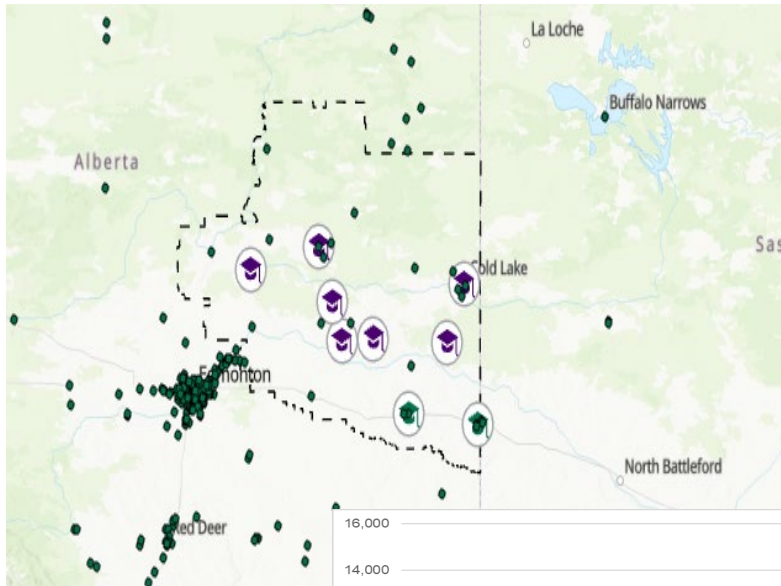 La Loche
Buffalo Narrows
Alberta
Sas
Cold Lake
Edmonton
North Battleford
Red Deer
16,000
14,000